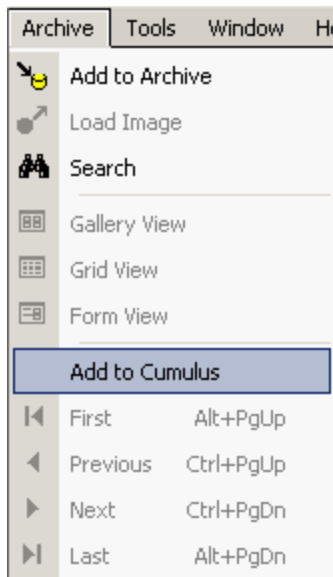 Archive Tools Window H
Add to Archive
Load Image
Search
Gallery View
Grid View
Form View
Add to Cumulus
First Alt+PgUp
Previous Ctrl+PgUp
Next Ctrl+PgDn
Last Alt+PgDn